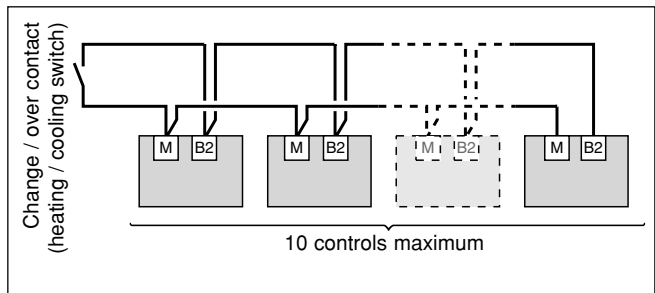 Change / over contact
(heating / cooling switch)
M B2 M B2 M B2 M B2
10 controls maximum